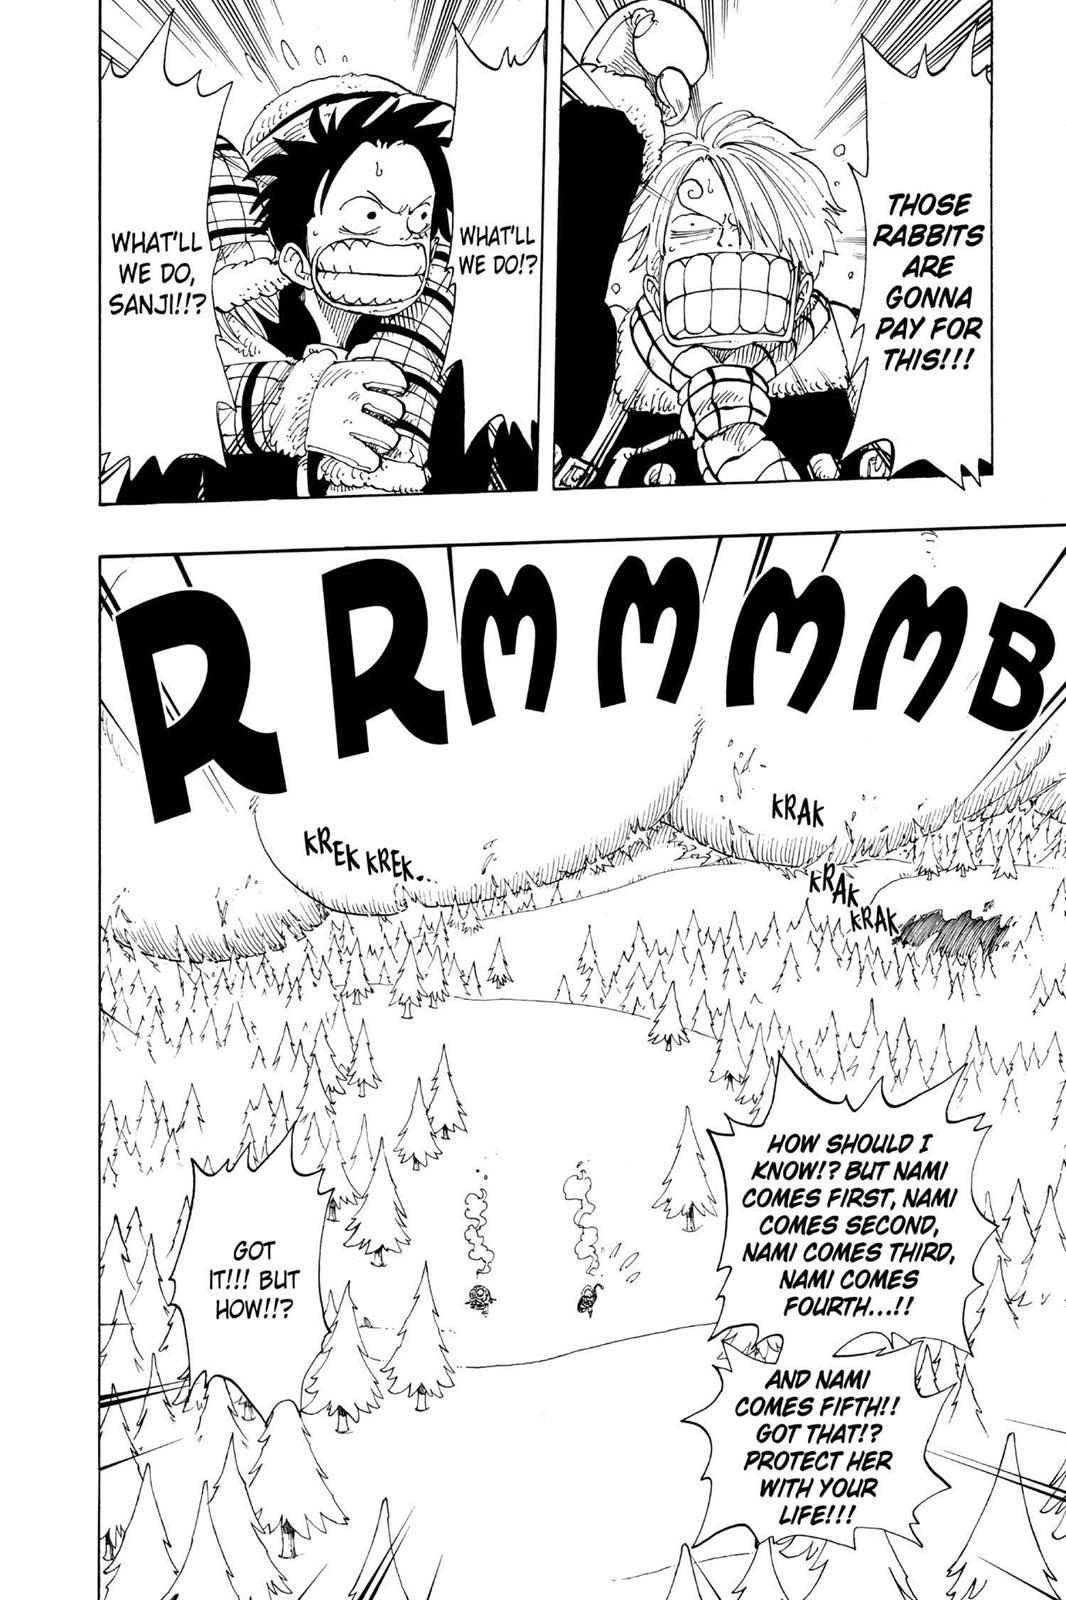 THOSE
RABBITS
ARE
GONNA
PAY FOR
THIS!!!
WHAT'LL
WE DO!?
WHAT'LL
WE DO,
SANJI!!?
RRMMMMB
KRAK
KRAK
KRAK
KREK KREK..
HOW SHOULD I
KNOW!? BUT NAMI
COMES FIRST, NAMI
COMES SECOND,
NAMI COMES THIRD,
NAMI COMES
FOURTH...!!
AND NAMI
COMES FIFTH!!
GOT THAT!?
PROTECT HER
WITH YOUR
LIFE!!!
GOT
IT!!! BUT
HOW!!?